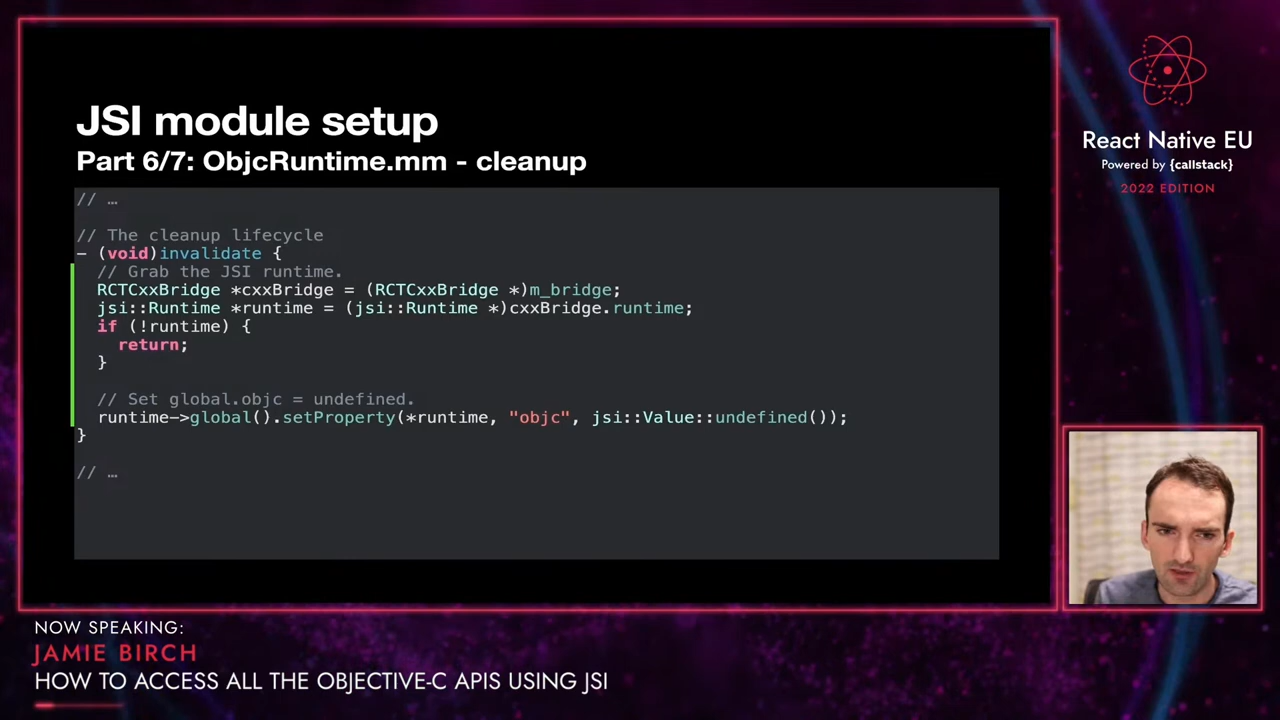 JSI module setup
Part 6/7: ObjcRuntime.mm - cleanup
// …
// The cleanup lifecycle
- (void)invalidate {
// Grab the JSI runtime.
RCTCxxBridge *cxxBridge = (RCTCxxBridge *)m_bridge;
jsi::Runtime *runtime = (jsi::Runtime *)cxxBridge.runtime;
if (!runtime) {
return;
}
// Set global.objc = undefined.
runtime->global().setProperty(*runtime, "objc", jsi::Value::undefined());
}
// …
React Native EU
Powered by {callstack}
2022 EDITION
NOW SPEAKING:
JAMIE BIRCH
HOW TO ACCESS ALL THE OBJECTIVE-C APIS USING JSI